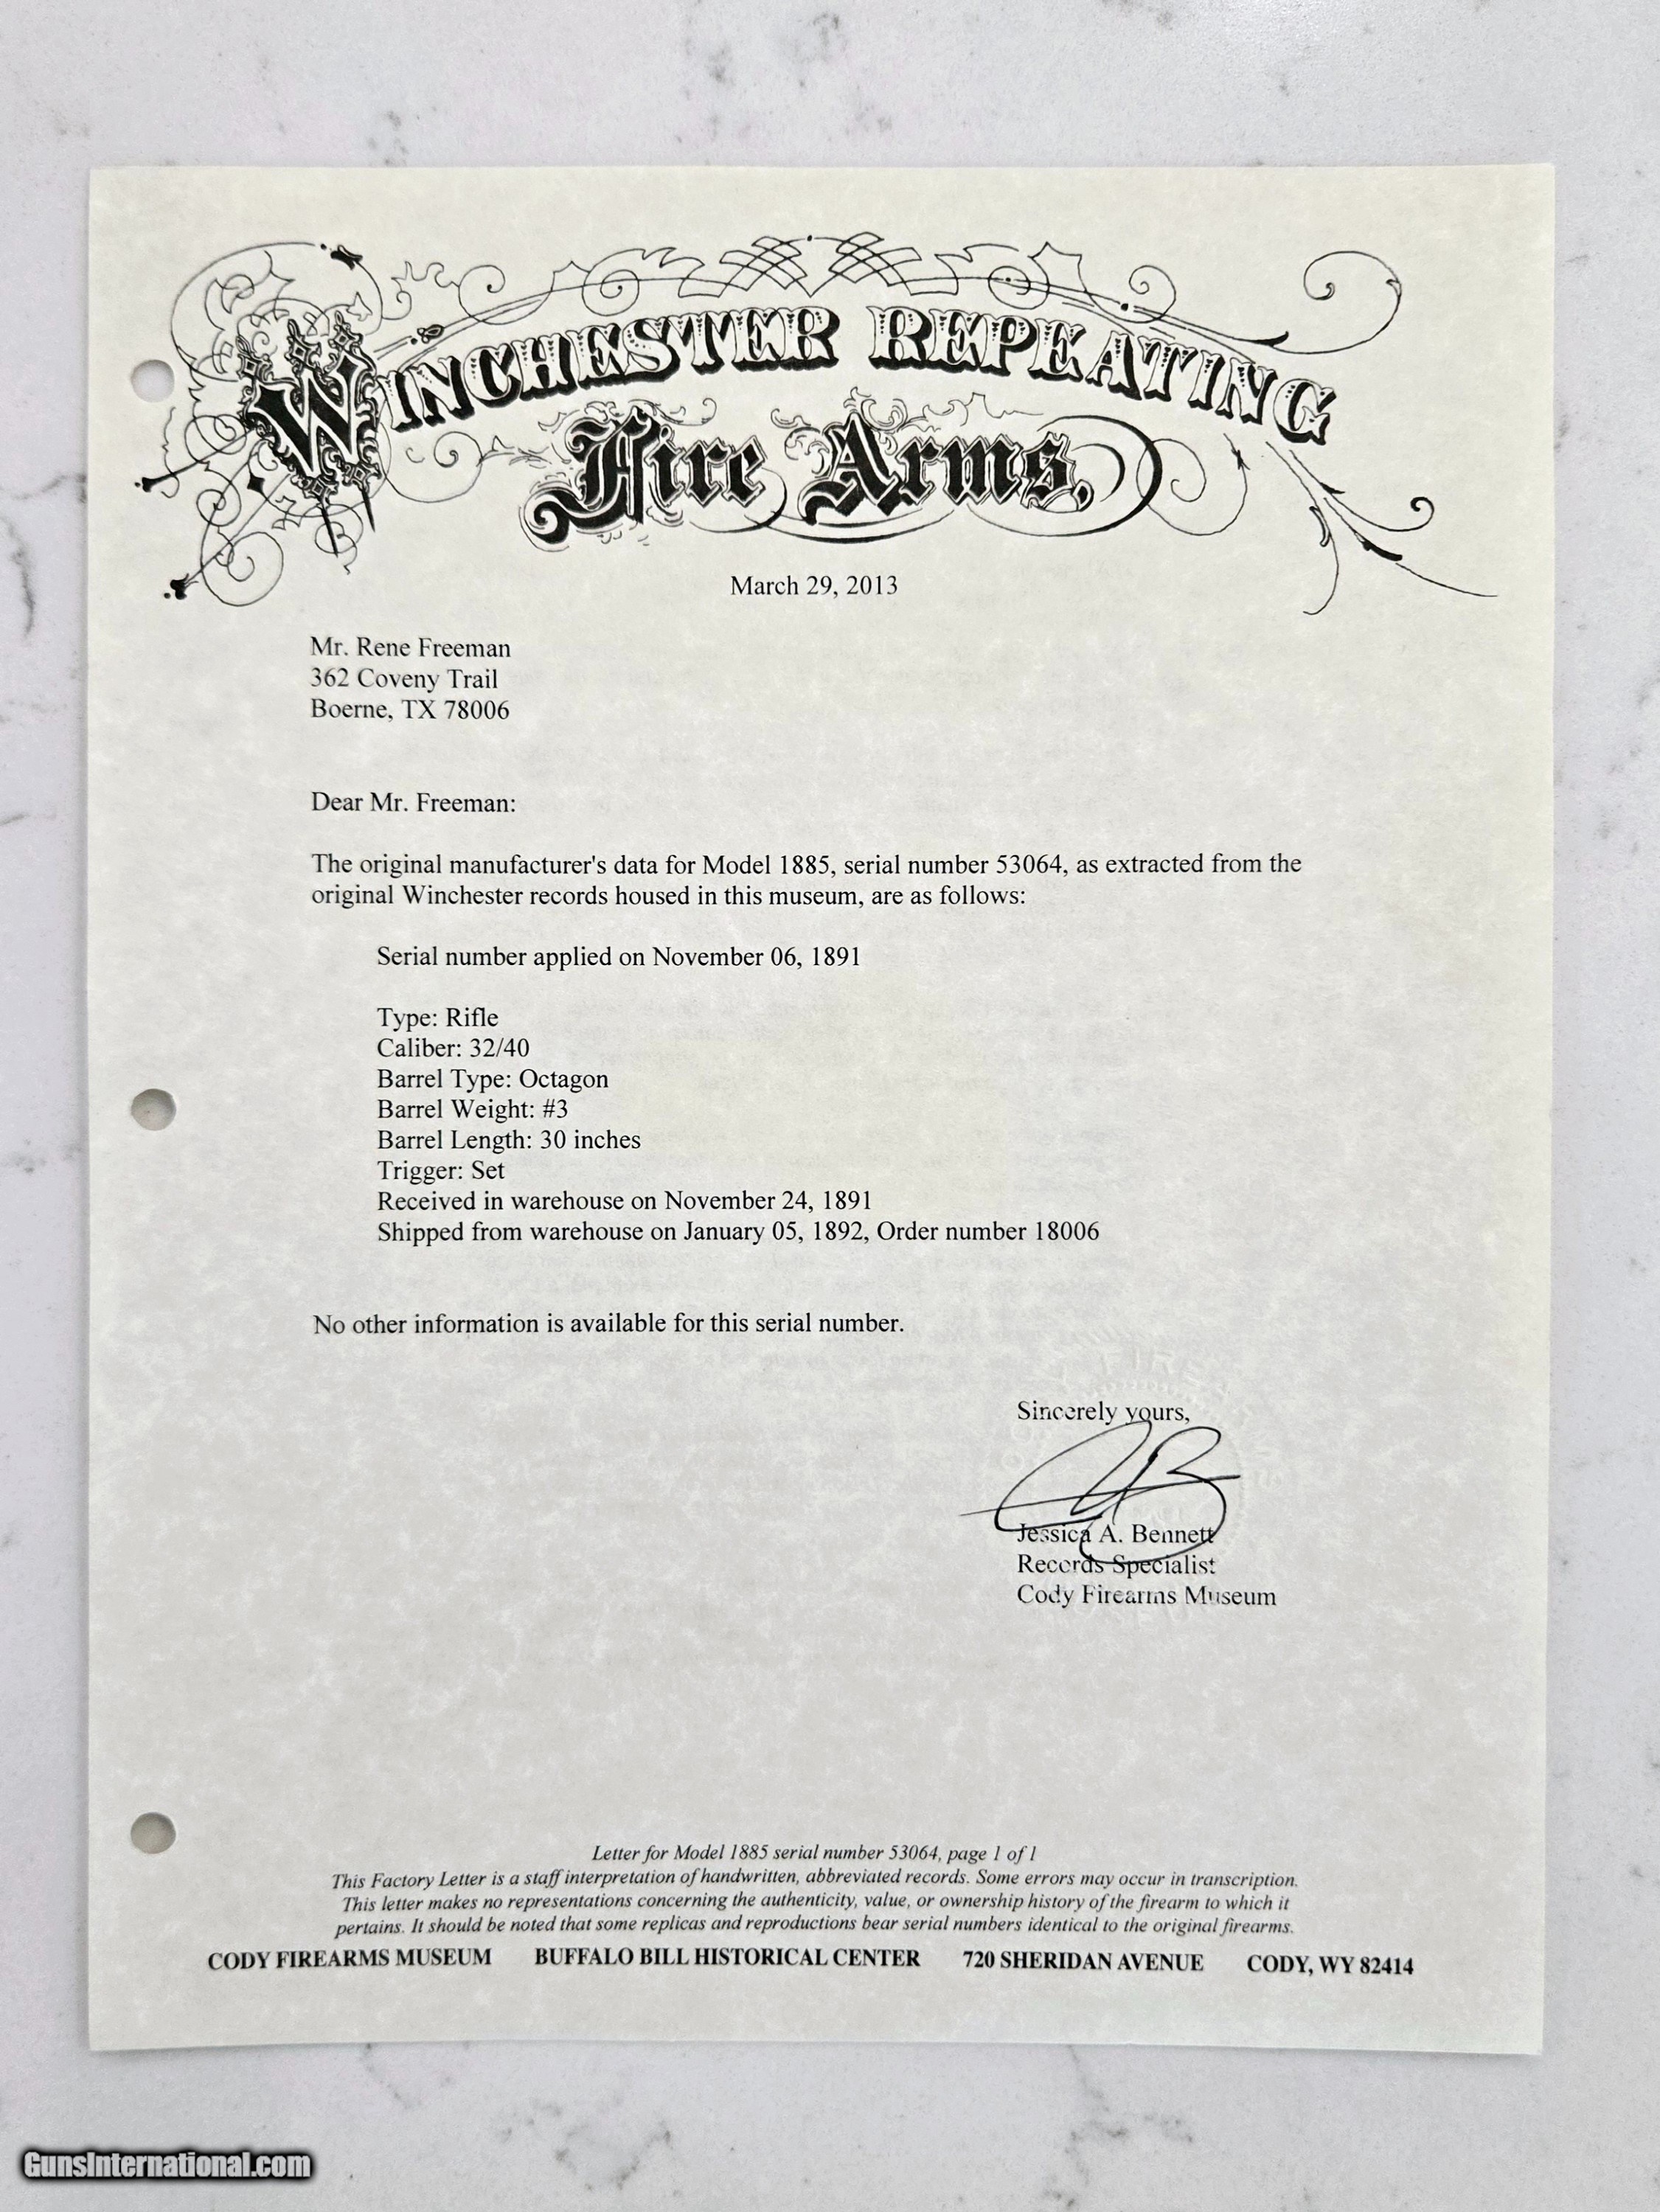 WINCHESTER REPEATING
Fire Arms,
March 29, 2013
Mr. Rene Freeman
362 Coveny Trail
Boerne, TX 78006
Dear Mr. Freeman:
The original manufacturer's data for Model 1885, serial number 53064, as extracted from the
original Winchester records housed in this museum, are as follows:
Serial number applied on November 06, 1891
Type: Rifle
Caliber: 32/40
Barrel Type: Octagon
Barrel Weight: #3
Barrel Length: 30 inches
Trigger: Set
Received in warehouse on November 24, 1891
Shipped from warehouse on January 05, 1892, Order number 18006
No other information is available for this serial number.
Sincerely yours,
Jessica A. Bennett
Records Specialist
Cody Firearms Museum
Letter for Model 1885 serial number 53064, page 1 of 1
This Factory Letter is a staff interpretation of handwritten, abbreviated records. Some errors may occur in transcription.
This letter makes no representations concerning the authenticity, value, or ownership history of the firearm to which it
pertains. It should be noted that some replicas and reproductions bear serial numbers identical to the original firearms.
CODY FIREARMS MUSEUM BUFFALO BILL HISTORICAL CENTER 720 SHERIDAN AVENUE CODY, WY 82414
GunsInternational.com